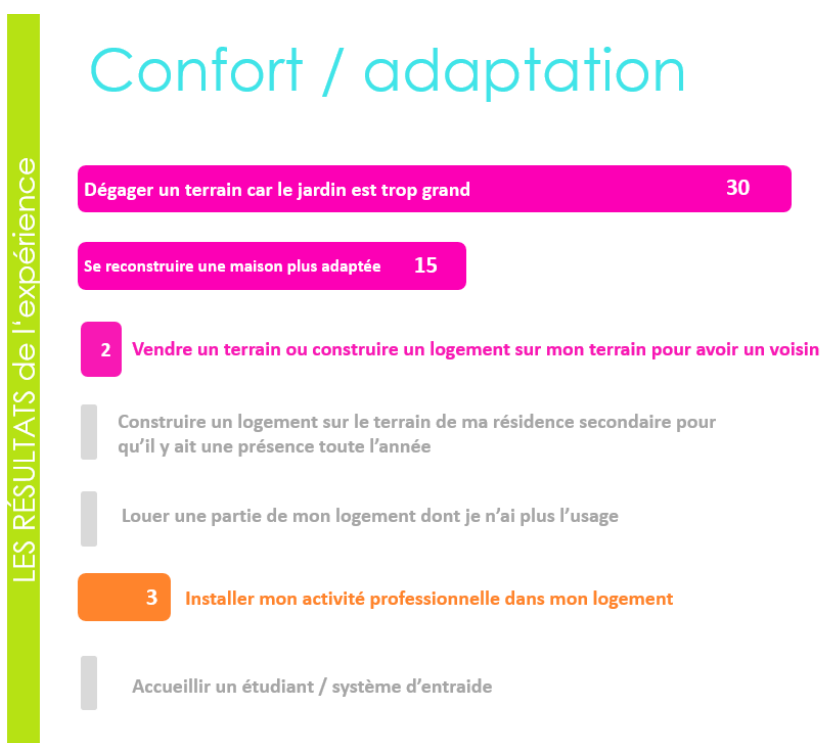 Confort / adaptation
LES RÉSULTATS de l'expérience
Dégager un terrain car le jardin est trop grand 30
Se reconstruire une maison plus adaptée 15
2 Vendre un terrain ou construire un logement sur mon terrain pour avoir un voisin
Construire un logement sur le terrain de ma résidence secondaire pour
qu'il y ait une présence toute l'année
Louer une partie de mon logement dont je n'ai plus l'usage
3 Installer mon activité professionnelle dans mon logement
Accueillir un étudiant / système d'entraide